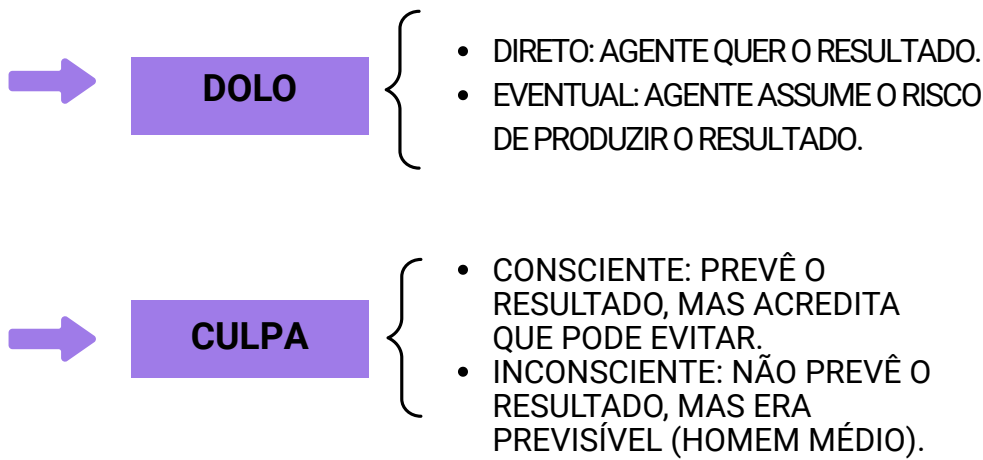 DOLO
• DIRETO: AGENTE QUER O RESULTADO.
• EVENTUAL: AGENTE ASSUME O RISCO
DE PRODUZIR O RESULTADO.
CULPA
• CONSCIENTE: PREVÊ O
RESULTADO, MAS ACREDITA
QUE PODE EVITAR.
• INCONSCIENTE: NÃO PREVÊ O
RESULTADO, MAS ERA
PREVISÍVEL (HOMEM MÉDIO).